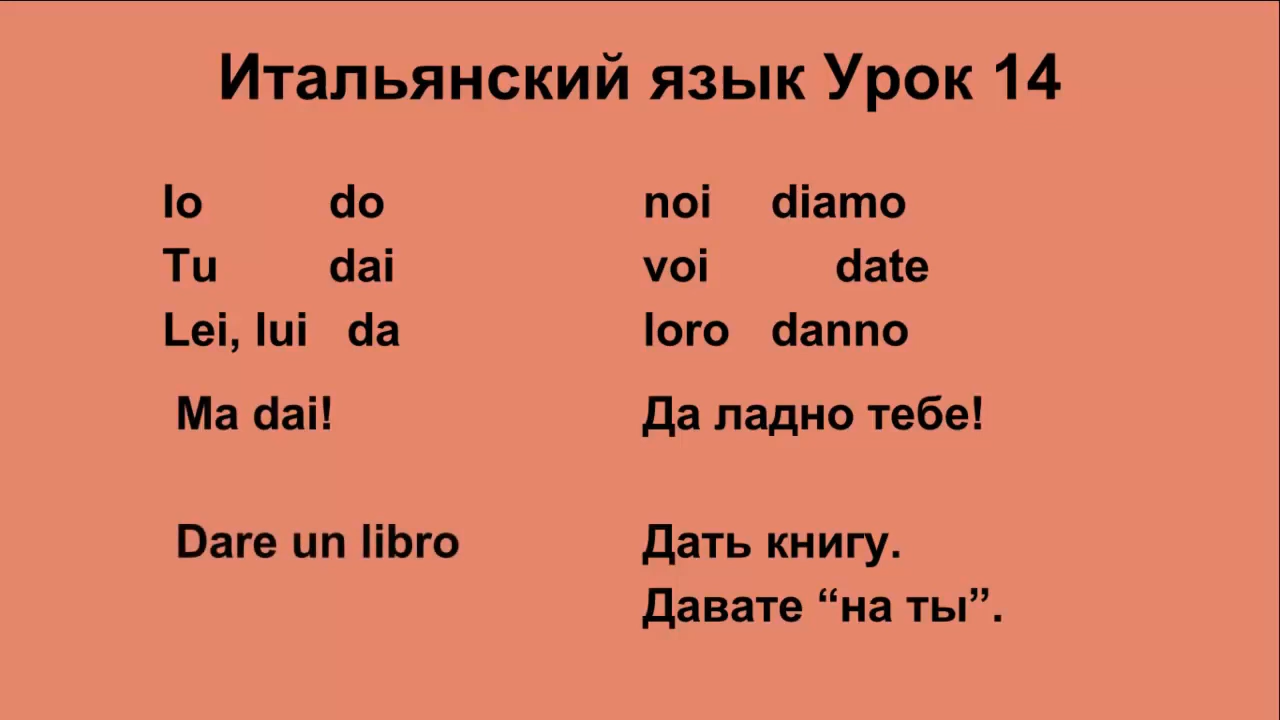 Итальянский язык Урок 14
Io do noi diamo
Tu dai voi date
Lei, lui da loro danno
Ma dai! Да ладно тебе!
Dare un libro Дать книгу.
Давате “на ты”.